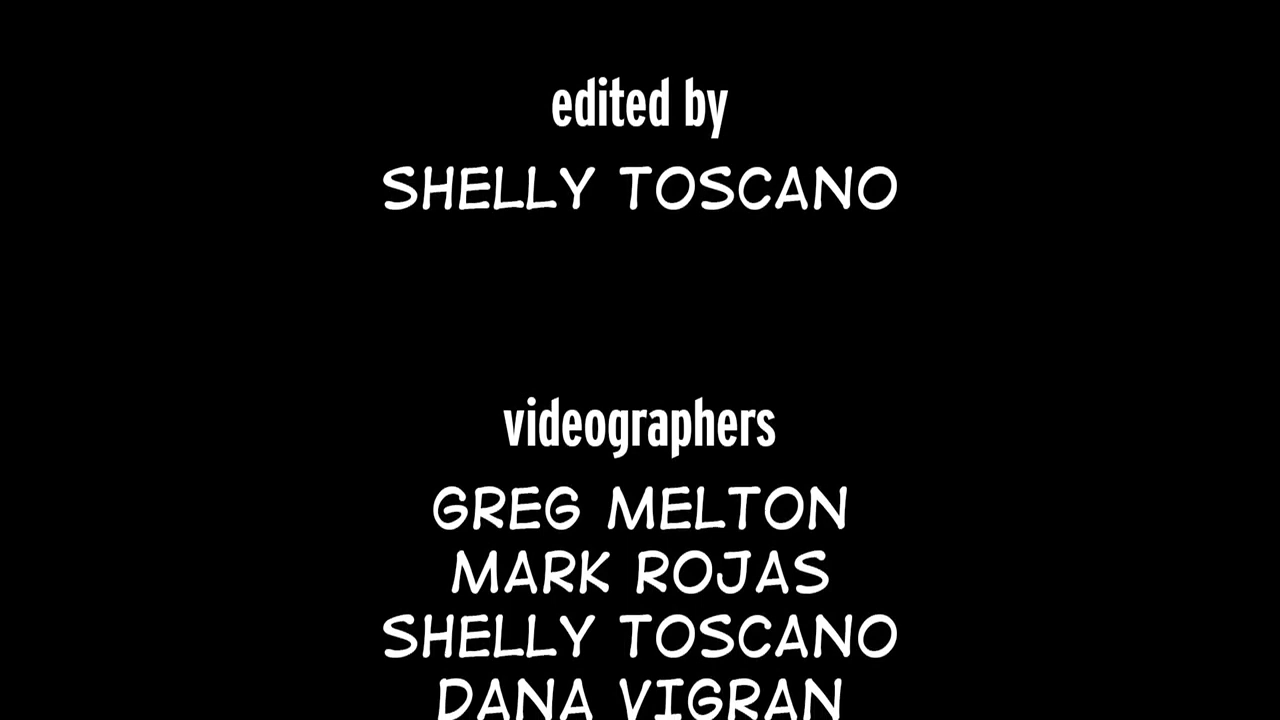 edited by
SHELLY TOSCANO
videographers
GREG MELTON
MARK ROJAS
SHELLY TOSCANO
DANA VIGRAN